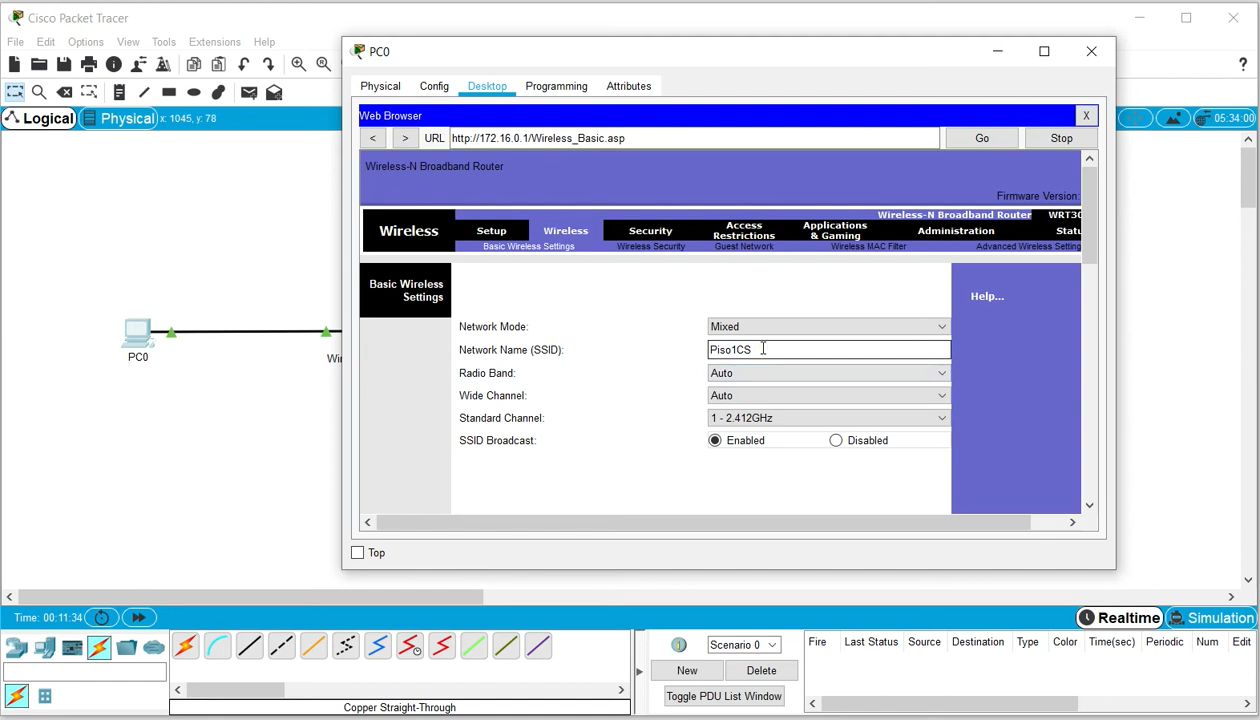 Cisco Packet Tracer
File Edit Options View Tools Extensions Help
?
Logical Physical x: 1045, y: 78
05:34:00
PC0
Wi
PC0
Physical Config Desktop Programming Attributes
Web Browser X
< > URL http://172.16.0.1/Wireless_Basic.asp Go Stop
Wireless-N Broadband Router
Firmware Version:
Wireless-N Broadband Router WRT30
Wireless Setup Wireless Security Access Restrictions Applications & Gaming Administration Statu
Basic Wireless Settings Wireless Security Guest Network Wireless MAC Filter Advanced Wireless Setting
Basic Wireless
Settings
Help...
Network Mode: Mixed
Network Name (SSID): Piso1CS
Radio Band: Auto
Wide Channel: Auto
Standard Channel: 1 - 2.412GHz
SSID Broadcast: Enabled Disabled
Top
Time: 00:11:34 Realtime Simulation
Scenario 0
New Delete
Toggle PDU List Window
Fire Last Status Source Destination Type Color Time(sec) Periodic Num Edit
Copper Straight-Through